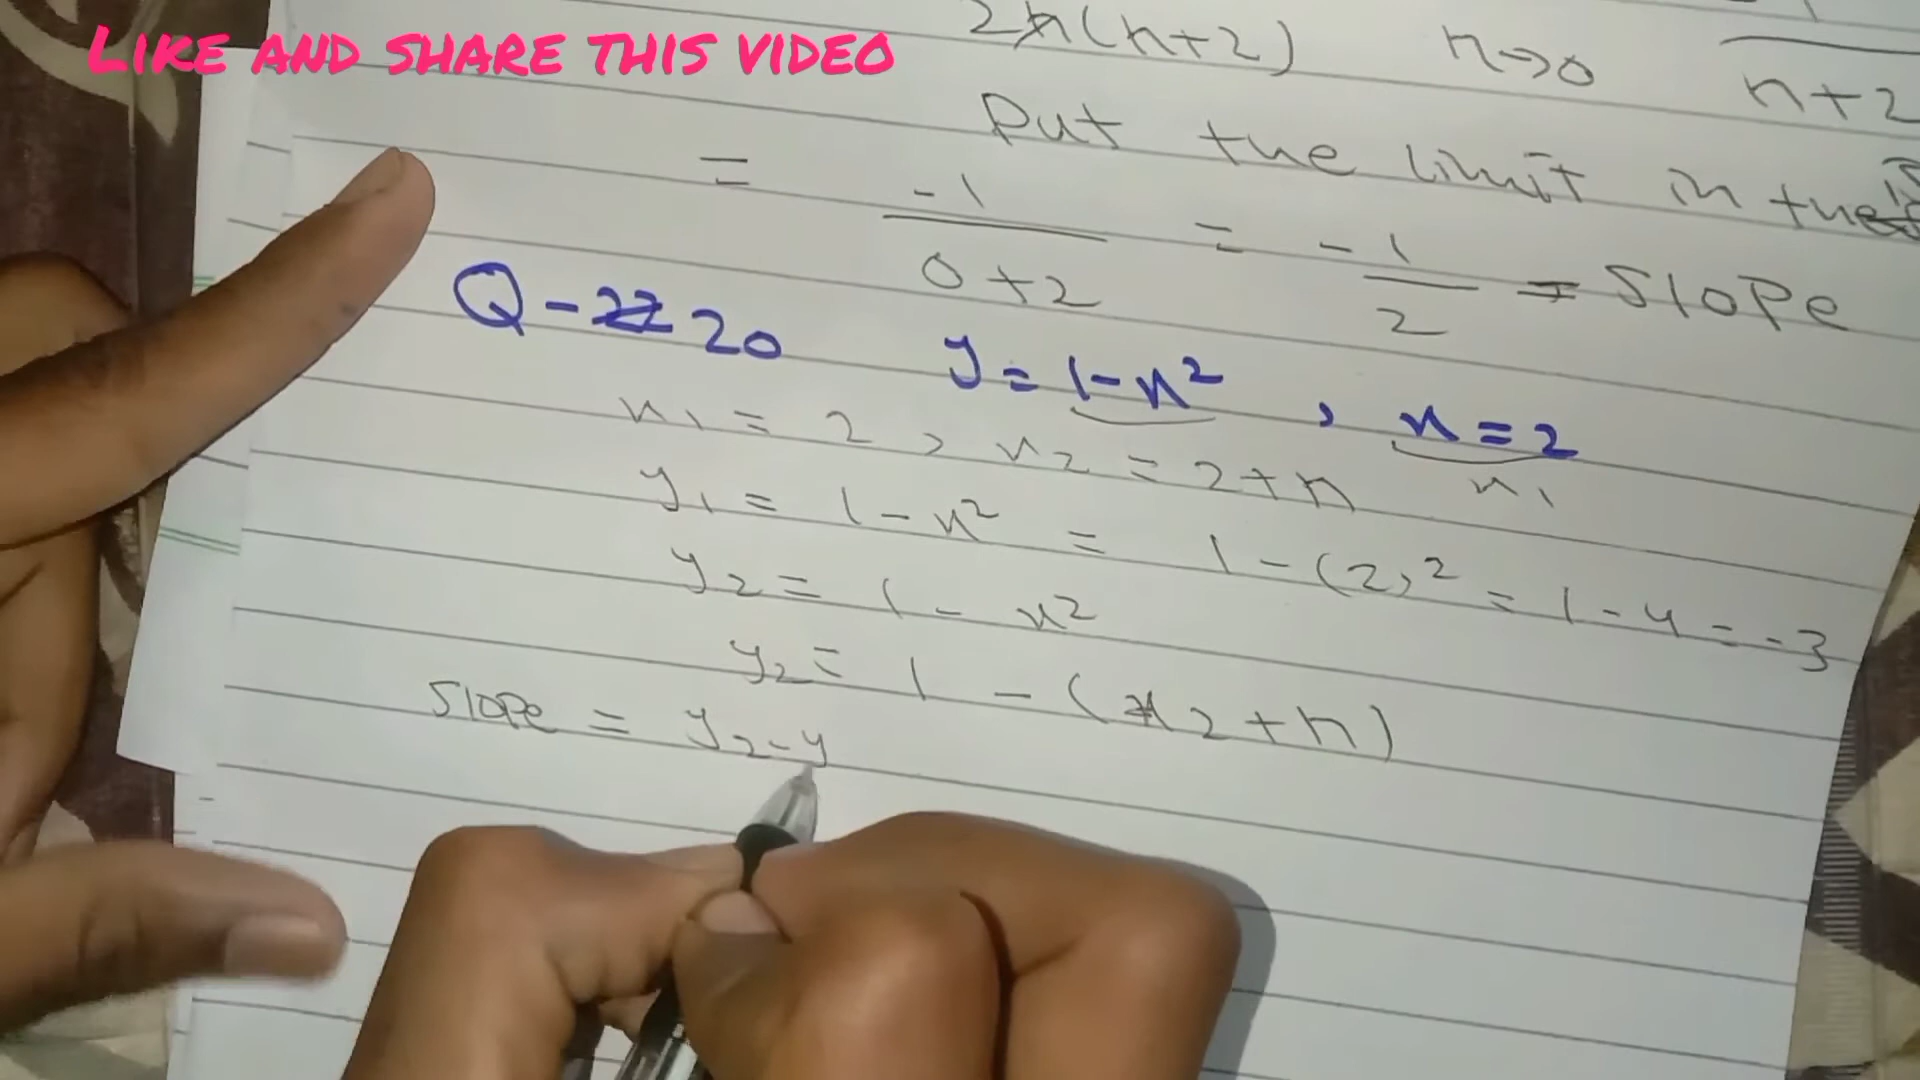 LIKE AND SHARE THIS VIDEO
2h(h+2) h→0 h+2
Put the limit in the
= -1/0+2 = -1/2 = Slope
Q-20 y = 1-x², x=2
x1 = 2, x2 = 2+h x1
y1 = 1-x² = 1-(2)² = 1-4 = -3
y2 = 1-x²
y2 = 1-(2+h)
Slope = y2-y